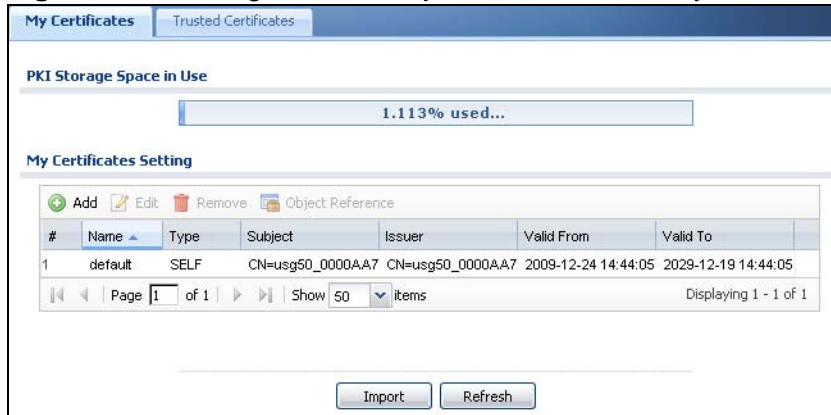 My Certificates Trusted Certificates
PKI Storage Space in Use
1.113% used...
My Certificates Setting
Add Edit Remove Object Reference
# Name Type Subject Issuer Valid From Valid To
1 default SELF CN=usg50_0000AA7 CN=usg50_0000AA7 2009-12-24 14:44:05 2029-12-19 14:44:05
Page 1 of 1 Show 50 items Displaying 1 - 1 of 1
Import Refresh